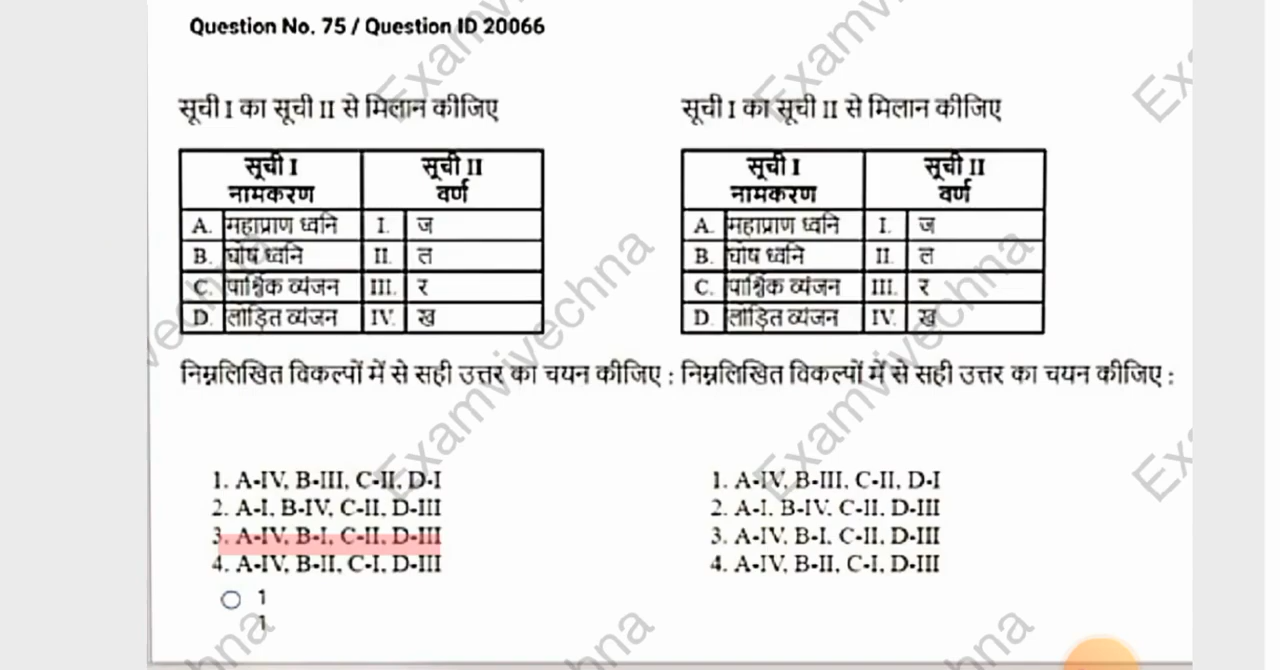 Question No. 75 / Question ID 20066
सूची I का सूची II से मिलान कीजिए
सूची I नामकरण सूची II वर्ण
A. महाप्राण ध्वनि I. ज
B. घोष ध्वनि II. ल
C. पार्श्विक व्यंजन III. र
D. लोड़ित व्यंजन IV. ख
निम्नलिखित विकल्पों में से सही उत्तर का चयन कीजिए :
1. A-IV, B-III, C-II, D-I
2. A-I, B-IV, C-II, D-III
3. A-IV, B-I, C-II, D-III
4. A-IV, B-II, C-I, D-III
1
1
सूची I का सूची II से मिलान कीजिए
सूची I नामकरण सूची II वर्ण
A. महाप्राण ध्वनि I. ज
B. घोष ध्वनि II. ल
C. पार्श्विक व्यंजन III. र
D. लोड़ित व्यंजन IV. ख
निम्नलिखित विकल्पों में से सही उत्तर का चयन कीजिए :
1. A-IV, B-III, C-II, D-I
2. A-I, B-IV, C-II, D-III
3. A-IV, B-I, C-II, D-III
4. A-IV, B-II, C-I, D-III
Examvivechna
Examvivechna